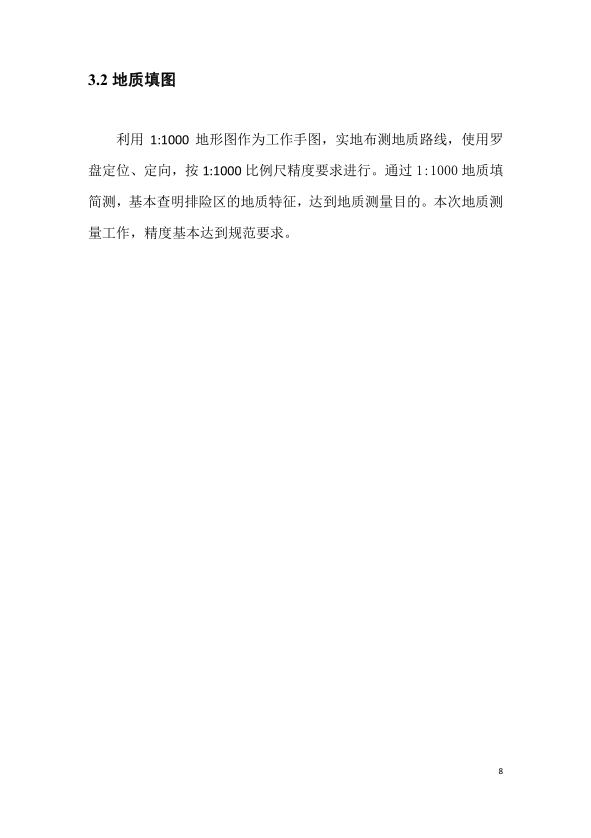 3.2 地质填图
利用 1:1000 地形图作为工作手图，实地布测地质路线，使用罗
盘定位、定向，按 1:1000 比例尺精度要求进行。通过 1:1000 地质填
简测，基本查明排险区的地质特征，达到地质测量目的。本次地质测
量工作，精度基本达到规范要求。
8